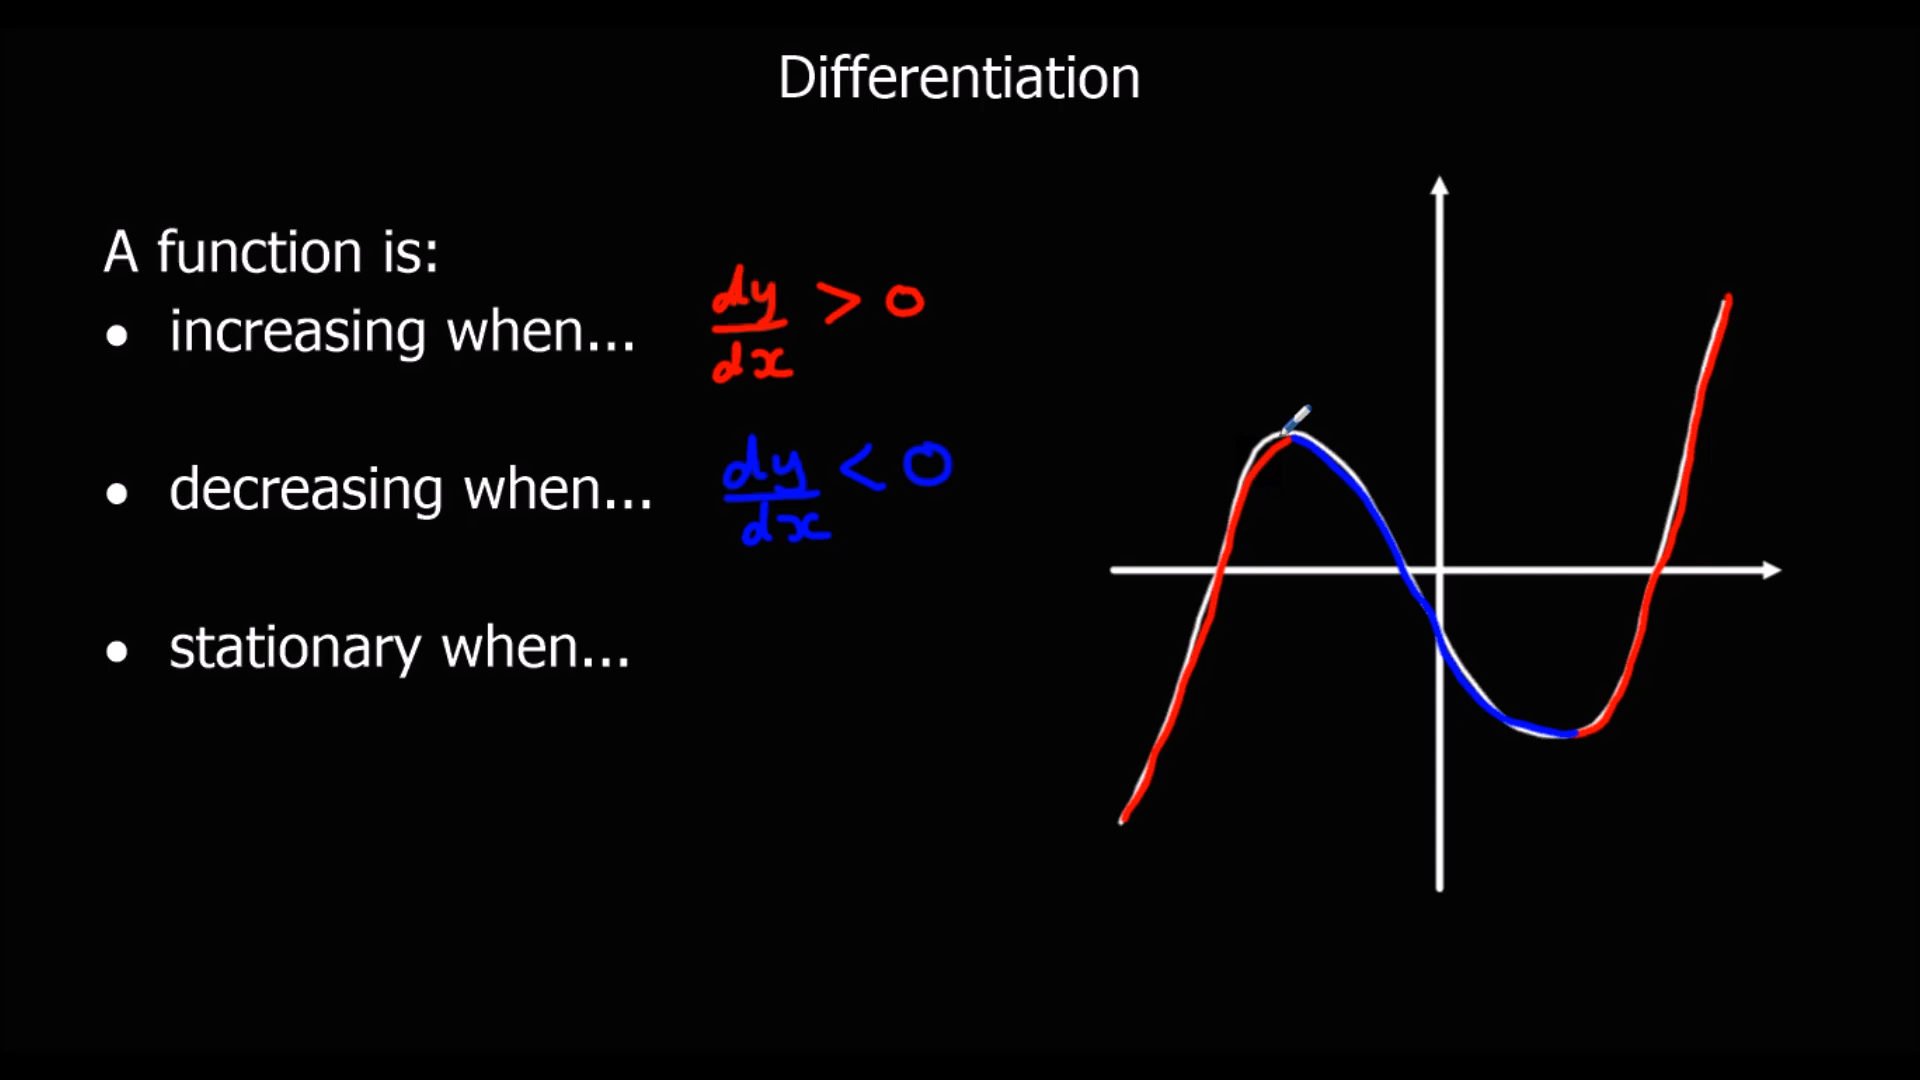 Differentiation
A function is:
• increasing when... dy/dx > 0
• decreasing when... dy/dx < 0
• stationary when...